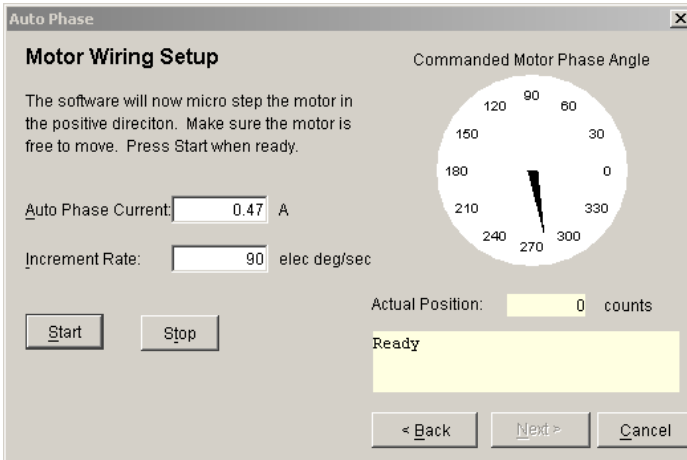 Auto Phase
Motor Wiring Setup
The software will now micro step the motor in
the positive direciton. Make sure the motor is
free to move. Press Start when ready.
Auto Phase Current: 0.47 A
Increment Rate: 90 elec deg/sec
Start
Stop
Commanded Motor Phase Angle
90
120
60
150
30
180
0
210
330
240
300
270
Actual Position: 0 counts
Ready
< Back
Next >
Cancel